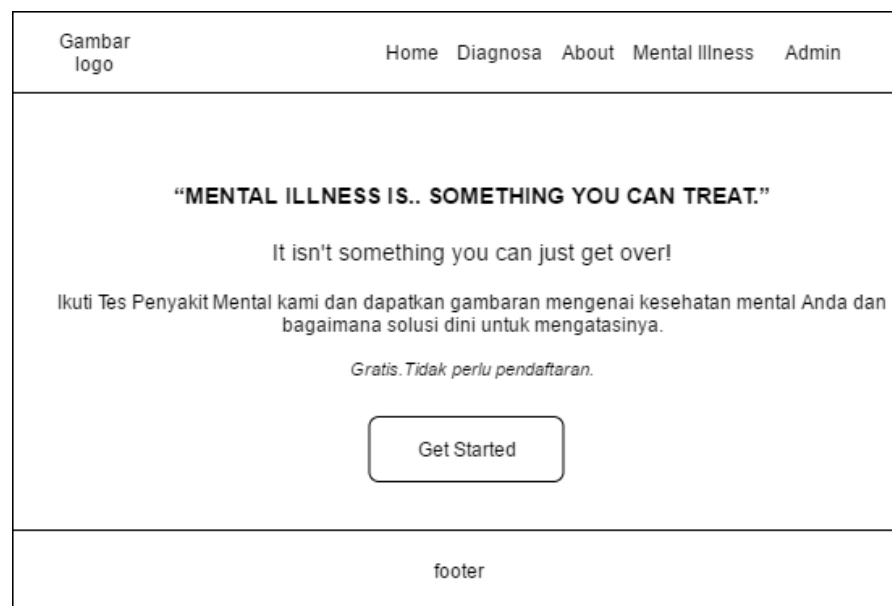 Gambar
logo
Home Diagnosa About Mental Illness Admin
“MENTAL ILLNESS IS.. SOMETHING YOU CAN TREAT.”
It isn't something you can just get over!
Ikuti Tes Penyakit Mental kami dan dapatkan gambaran mengenai kesehatan mental Anda dan
bagaimana solusi dini untuk mengatasinya.
Gratis. Tidak perlu pendaftaran.
Get Started
footer